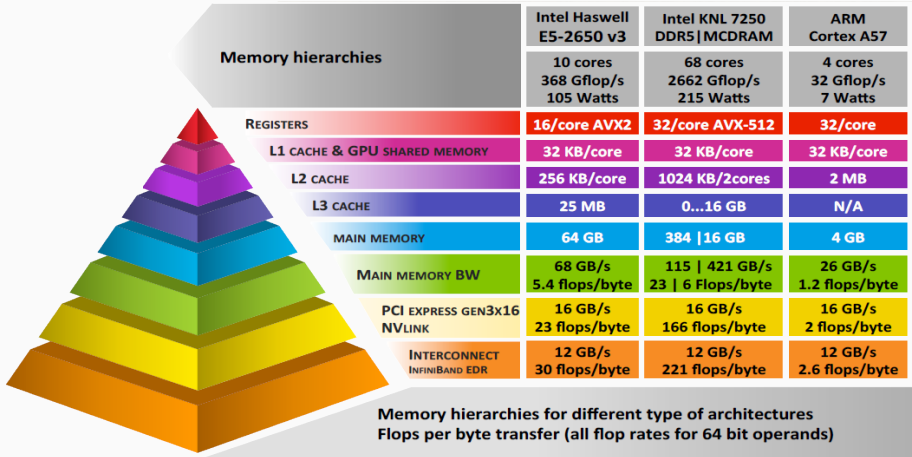 Memory hierarchies
Intel Haswell
E5-2650 v3
Intel KNL 7250
DDR5|MCDRAM
ARM
Cortex A57
10 cores
368 Gflop/s
105 Watts
68 cores
2662 Gflop/s
215 Watts
4 cores
32 Gflop/s
7 Watts
REGISTERS
16/core AVX2
32/core AVX-512
32/core
L1 CACHE & GPU SHARED MEMORY
32 KB/core
32 KB/core
32 KB/core
L2 CACHE
256 KB/core
1024 KB/2cores
2 MB
L3 CACHE
25 MB
0...16 GB
N/A
MAIN MEMORY
64 GB
384 |16 GB
4 GB
MAIN MEMORY BW
68 GB/s
5.4 flops/byte
115 | 421 GB/s
23 | 6 Flops/byte
26 GB/s
1.2 flops/byte
PCI EXPRESS GEN3X16
NVLINK
16 GB/s
23 flops/byte
16 GB/s
166 flops/byte
16 GB/s
2 flops/byte
INTERCONNECT
INFINIBAND EDR
12 GB/s
30 flops/byte
12 GB/s
221 flops/byte
12 GB/s
2.6 flops/byte
Memory hierarchies for different type of architectures
Flops per byte transfer (all flop rates for 64 bit operands)